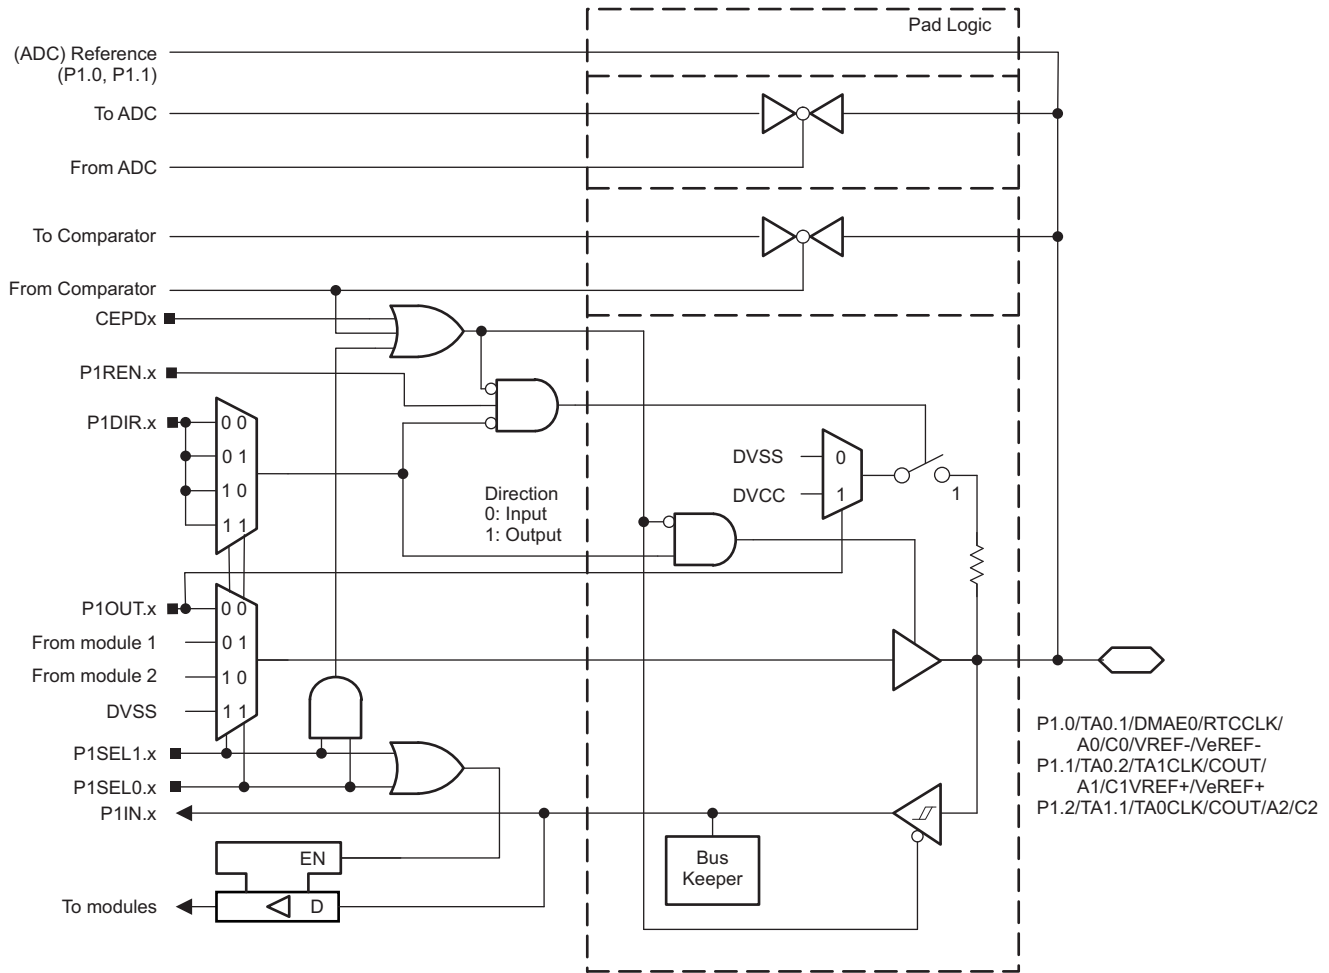 Pad Logic
(ADC) Reference
(P1.0, P1.1)
To ADC
From ADC
To Comparator
From Comparator
CEPDx
P1REN.x
P1DIR.x
0 0
0 1
1 0
1 1
Direction
0: Input
1: Output
DVSS
0
DVCC
1
1
P1OUT.x
0 0
From module 1
0 1
From module 2
1 0
DVSS
1 1
P1SEL1.x
P1SEL0.x
P1IN.x
EN
D
To modules
Bus
Keeper
P1.0/TA0.1/DMAE0/RTCCLK/
A0/C0/VREF-/VeREF-
P1.1/TA0.2/TA1CLK/COUT/
A1/C1VREF+/VeREF+
P1.2/TA1.1/TA0CLK/COUT/A2/C2